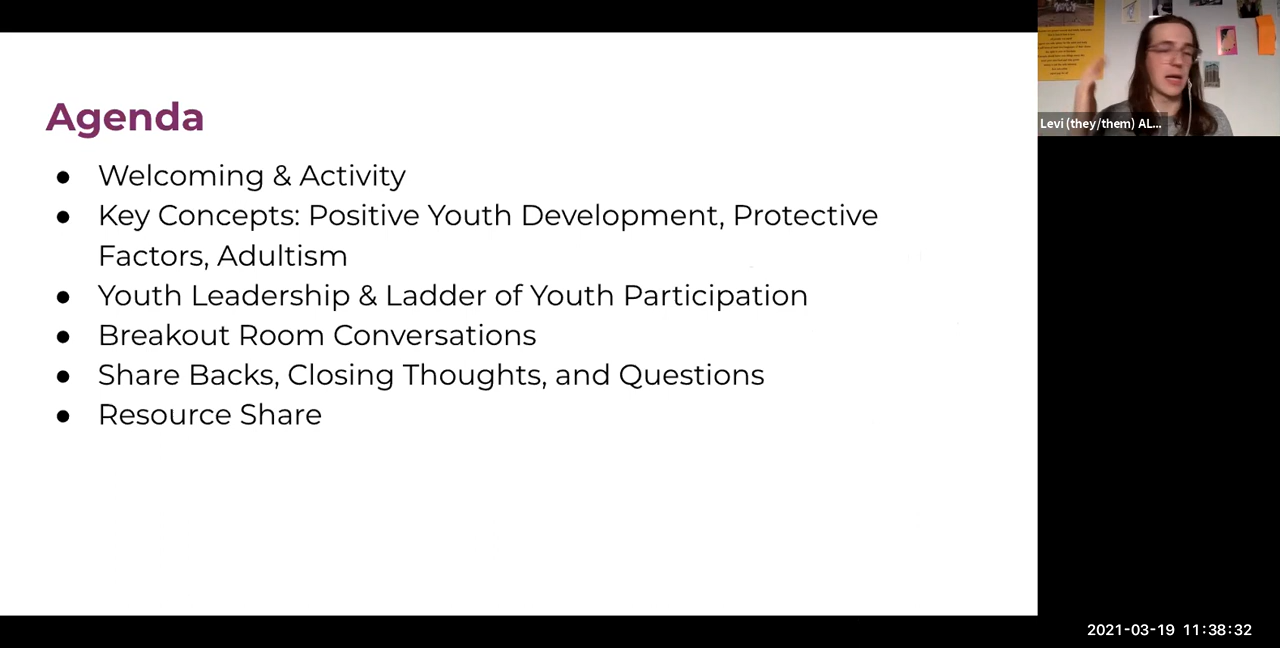 Agenda
● Welcoming & Activity
● Key Concepts: Positive Youth Development, Protective
Factors, Adultism
● Youth Leadership & Ladder of Youth Participation
● Breakout Room Conversations
● Share Backs, Closing Thoughts, and Questions
● Resource Share
Levi (they/them) AL...
2021-03-19 11:38:32